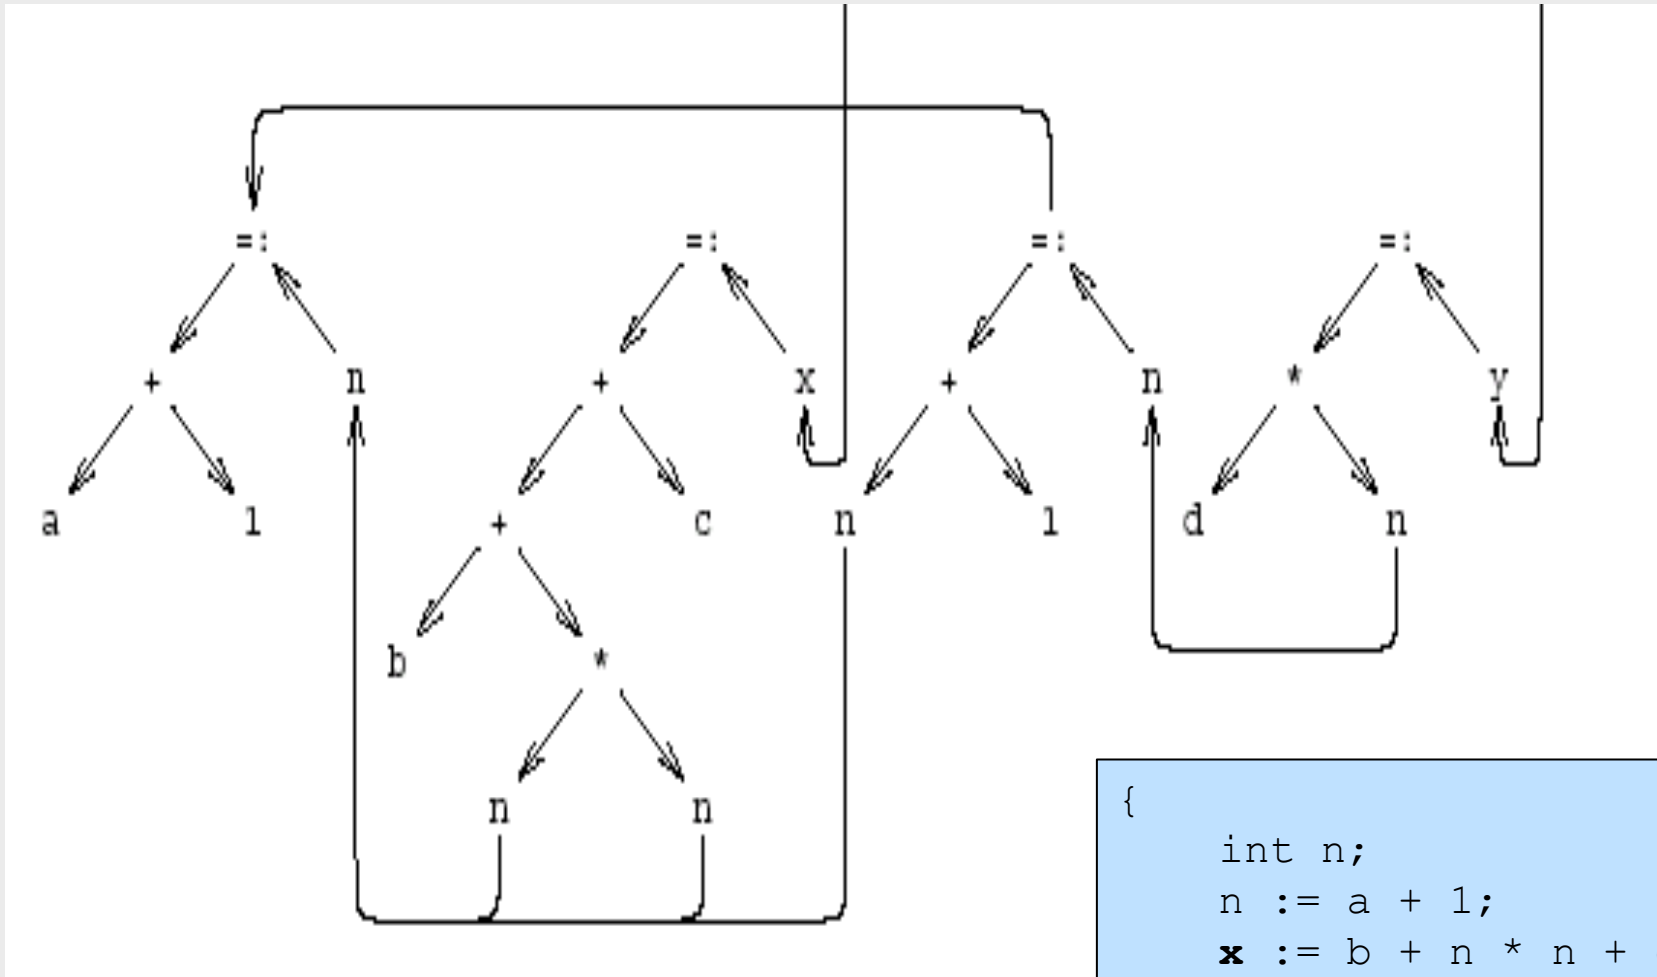 =: =: =: =:
+ n + x + n * y
a 1 + c n 1 d n
b *
n n
{
int n;
n := a + 1;
x := b + n * n +